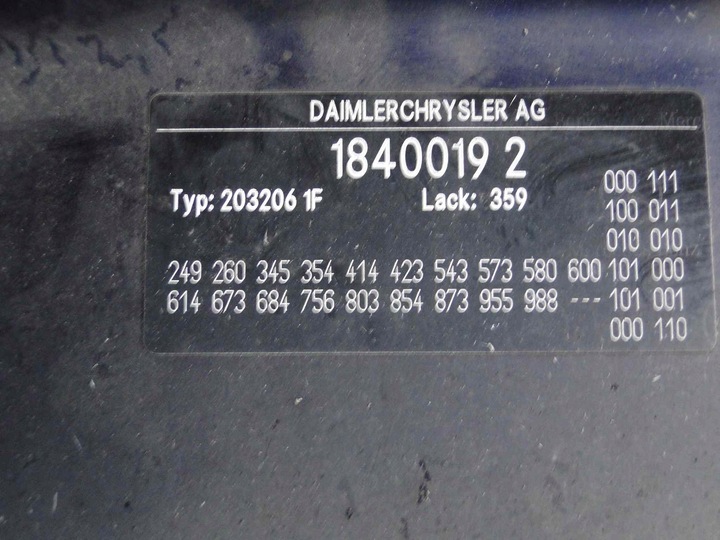 DAIMLERCHRYSLER AG
1840019 2
Typ: 203206 1F Lack: 359
000 111
100 011
010 010
249 260 345 354 414 423 543 573 580 600 101 000
614 673 684 756 803 854 873 955 988 --- 101 001
000 110